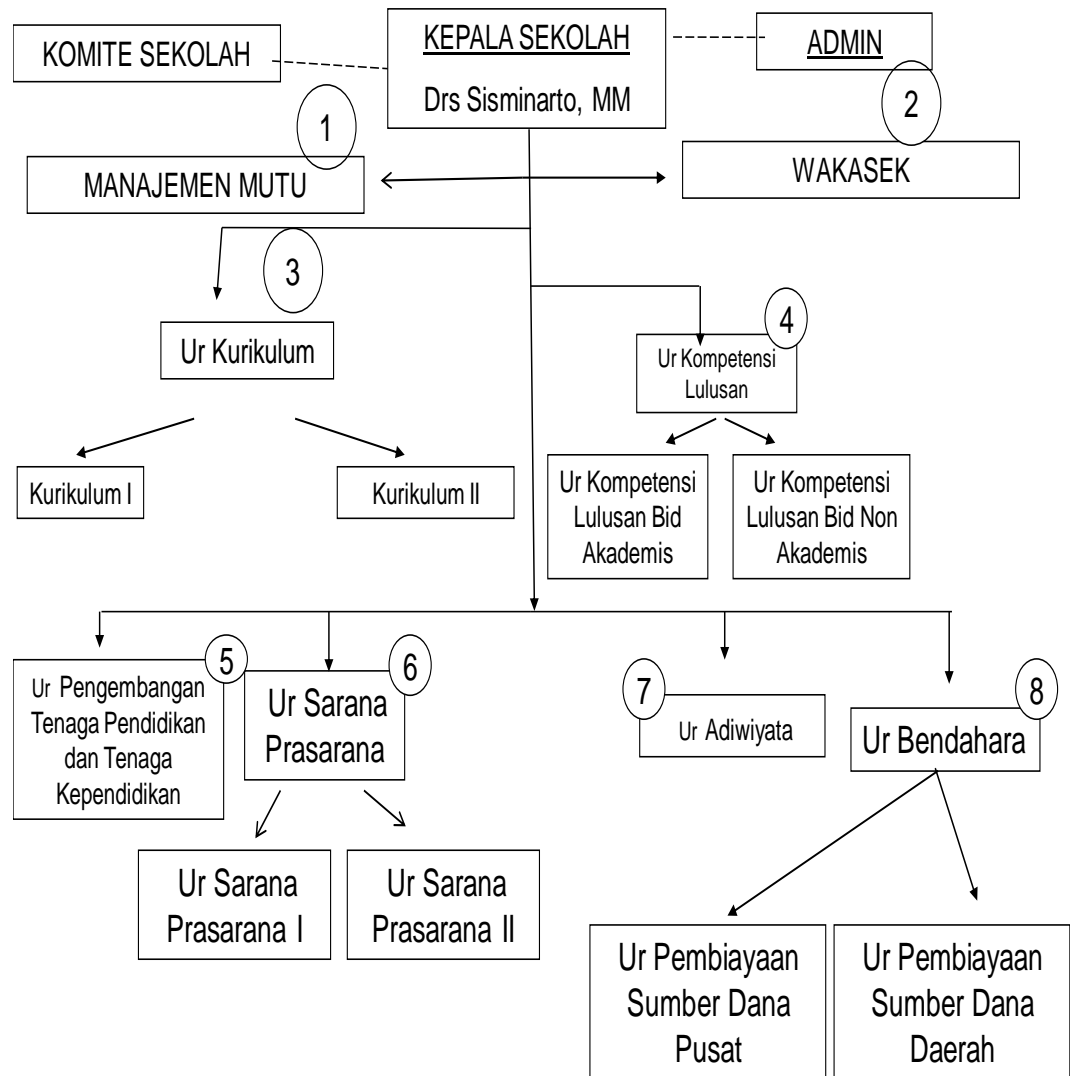 KOMITE SEKOLAH
KEPALA SEKOLAH
Drs Sisminarto, MM
ADMIN
1
MANAJEMEN MUTU
2
WAKASEK
3
Ur Kurikulum
4
Ur Kompetensi
Lulusan
Kurikulum I
Kurikulum II
Ur Kompetensi
Lulusan Bid
Akademis
Ur Kompetensi
Lulusan Bid Non
Akademis
5
Ur Pengembangan
Tenaga Pendidikan
dan Tenaga
Kependidikan
6
Ur Sarana
Prasarana
7
Ur Adiwiyata
8
Ur Bendahara
Ur Sarana
Prasarana I
Ur Sarana
Prasarana II
Ur Pembiayaan
Sumber Dana
Pusat
Ur Pembiayaan
Sumber Dana
Daerah